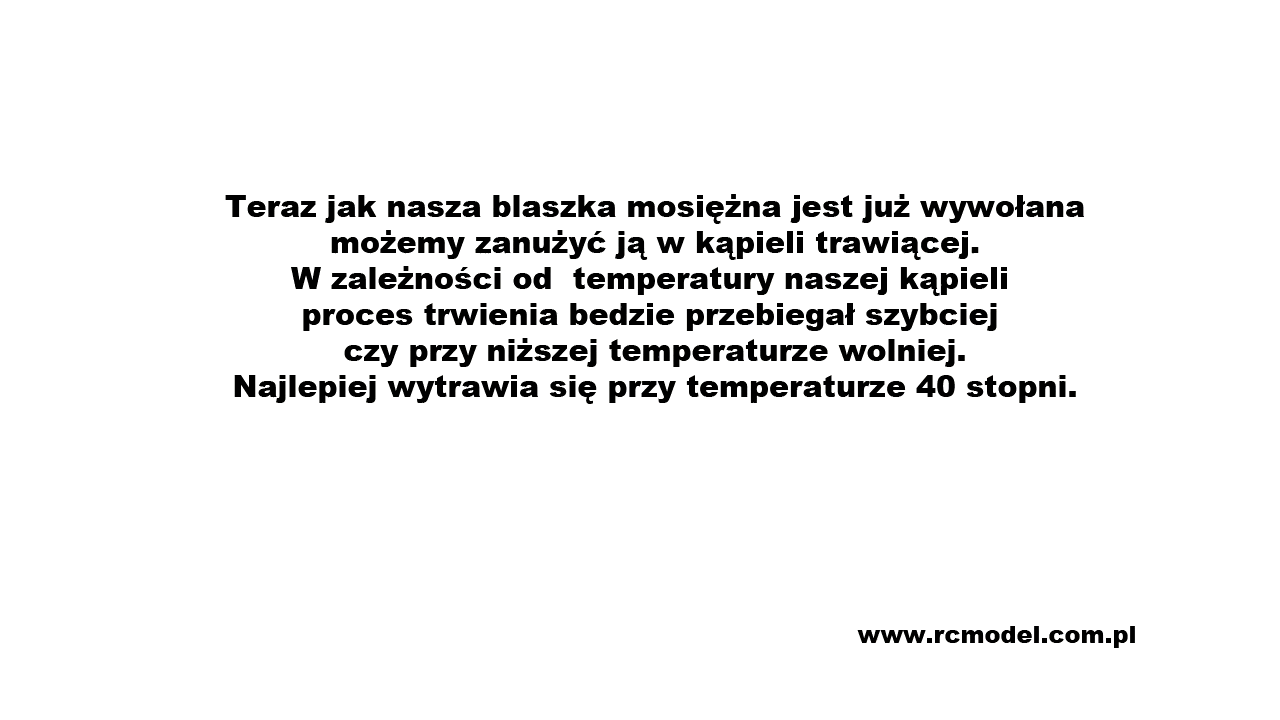 Teraz jak nasza blaszka mosiężna jest już wywołana
możemy zanużyć ją w kąpieli trawiącej.
W zależności od  temperatury naszej kąpieli
proces trwienia bedzie przebiegał szybciej
czy przy niższej temperaturze wolniej.
Najlepiej wytrawia się przy temperaturze 40 stopni.
www.rcmodel.com.pl